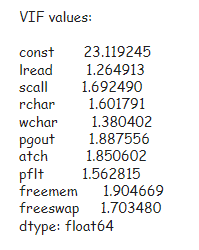 VIF values:
const 23.119245
lread 1.264913
scall 1.692490
rchar 1.601791
wchar 1.380402
pgout 1.887556
atch 1.850602
pflt 1.562815
freemem 1.904669
freeswap 1.703480
dtype: float64